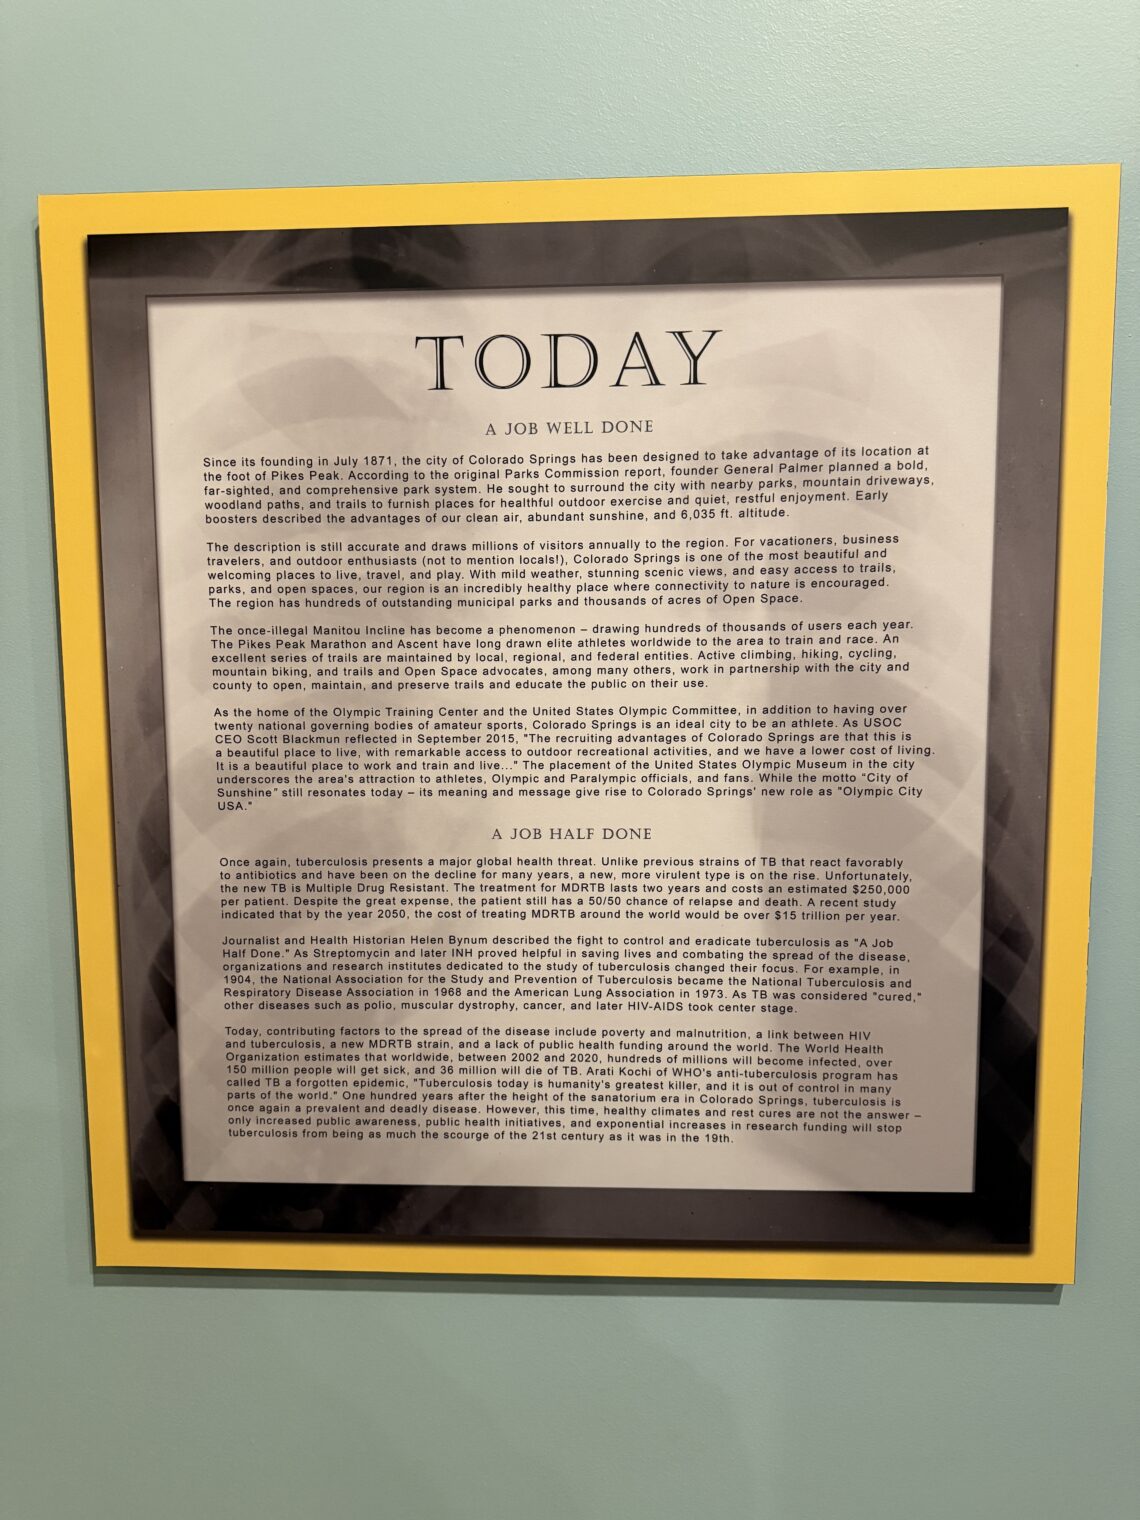 TODAY
A JOB WELL DONE
Since its founding in July 1871, the city of Colorado Springs has been designed to take advantage of its location at
the foot of Pikes Peak. According to the original Parks Commission report, founder General Palmer planned a bold,
far-sighted, and comprehensive park system. He sought to surround the city with nearby parks, mountain driveways,
woodland paths, and trails to furnish places for healthful outdoor exercise and quiet, restful enjoyment. Early
boosters described the advantages of our clean air, abundant sunshine, and 6,035 ft. altitude.
The description is still accurate and draws millions of visitors annually to the region. For vacationers, business
travelers, and outdoor enthusiasts (not to mention locals!), Colorado Springs is one of the most beautiful and
welcoming places to live, travel, and play. With mild weather, stunning scenic views, and easy access to trails,
parks, and open spaces, our region is an incredibly healthy place where connectivity to nature is encouraged.
The region has hundreds of outstanding municipal parks and thousands of acres of Open Space.
The once-illegal Manitou Incline has become a phenomenon – drawing hundreds of thousands of users each year.
The Pikes Peak Marathon and Ascent have long drawn elite athletes worldwide to the area to train and race. An
excellent series of trails are maintained by local, regional, and federal entities. Active climbing, hiking, cycling,
mountain biking, and trails and Open Space advocates, among many others, work in partnership with the city and
county to open, maintain, and preserve trails and educate the public on their use.
As the home of the Olympic Training Center and the United States Olympic Committee, in addition to having over
twenty national governing bodies of amateur sports, Colorado Springs is an ideal city to be an athlete. As USOC
CEO Scott Blackmun reflected in September 2015, "The recruiting advantages of Colorado Springs are that this is
a beautiful place to live, with remarkable access to outdoor recreational activities, and we have a lower cost of living.
It is a beautiful place to work and train and live..." The placement of the United States Olympic Museum in the city
underscores the area's attraction to athletes, Olympic and Paralympic officials, and fans. While the motto "City of
Sunshine" still resonates today – its meaning and message give rise to Colorado Springs' new role as "Olympic City
USA."
A JOB HALF DONE
Once again, tuberculosis presents a major global health threat. Unlike previous strains of TB that react favorably
to antibiotics and have been on the decline for many years, a new, more virulent type is on the rise. Unfortunately,
the new TB is Multiple Drug Resistant. The treatment for MDRTB lasts two years and costs an estimated $250,000
per patient. Despite the great expense, the patient still has a 50/50 chance of relapse and death. A recent study
indicated that by the year 2050, the cost of treating MDRTB around the world would be over $15 trillion per year.
Journalist and Health Historian Helen Bynum described the fight to control and eradicate tuberculosis as "A Job
Half Done." As Streptomycin and later INH proved helpful in saving lives and combating the spread of the disease,
organizations and research institutes dedicated to the study of tuberculosis changed their focus. For example, in
1904, the National Association for the Study and Prevention of Tuberculosis became the National Tuberculosis and
Respiratory Disease Association in 1968 and the American Lung Association in 1973. As TB was considered "cured,"
other diseases such as polio, muscular dystrophy, cancer, and later HIV-AIDS took center stage.
Today, contributing factors to the spread of the disease include poverty and malnutrition, a link between HIV
and tuberculosis, a new MDRTB strain, and a lack of public health funding around the world. The World Health
Organization estimates that worldwide, between 2002 and 2020, hundreds of millions will become infected, over
150 million people will get sick, and 36 million will die of TB. Arati Kochi of WHO's anti-tuberculosis program has
called TB a forgotten epidemic, "Tuberculosis today is humanity's greatest killer, and it is out of control in many
parts of the world." One hundred years after the height of the sanatorium era in Colorado Springs, tuberculosis is
once again a prevalent and deadly disease. However, this time, healthy climates and rest cures are not the answer –
only increased public awareness, public health initiatives, and exponential increases in research funding will stop
tuberculosis from being as much the scourge of the 21st century as it was in the 19th.